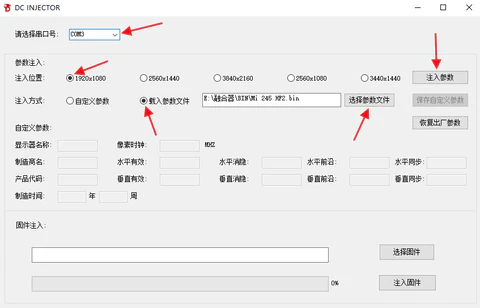 DC INJECTOR
请选择串口号: COM3
参数注入:
注入位置: 1920x1080 2560x1440 3840x2160 2560x1080 3440x1440 注入参数
注入方式: 自定义参数 载入参数文件 E:\融合器\BIN\Mi 245 HF2.bin 选择参数文件 保存自定义参数
恢复出厂参数
自定义参数:
显示器名称: 像素时钟: MHZ
制造商名: 水平有效: 水平消隐: 水平前沿: 水平同步:
产品代码: 垂直有效: 垂直消隐: 垂直前沿: 垂直同步:
制造时间: 年 周
固件注入:
选择固件
0% 注入固件